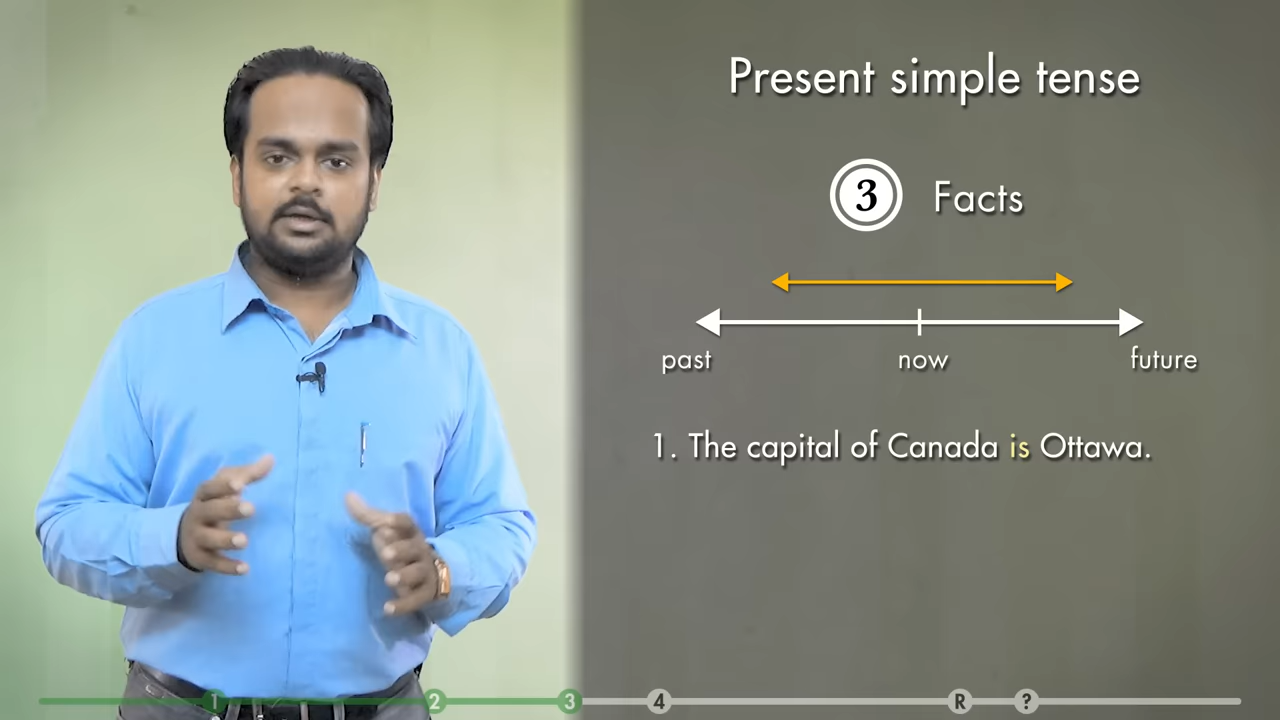 Present simple tense
3 Facts
past now future
1. The capital of Canada is Ottawa.
1 2 3 4 R ?